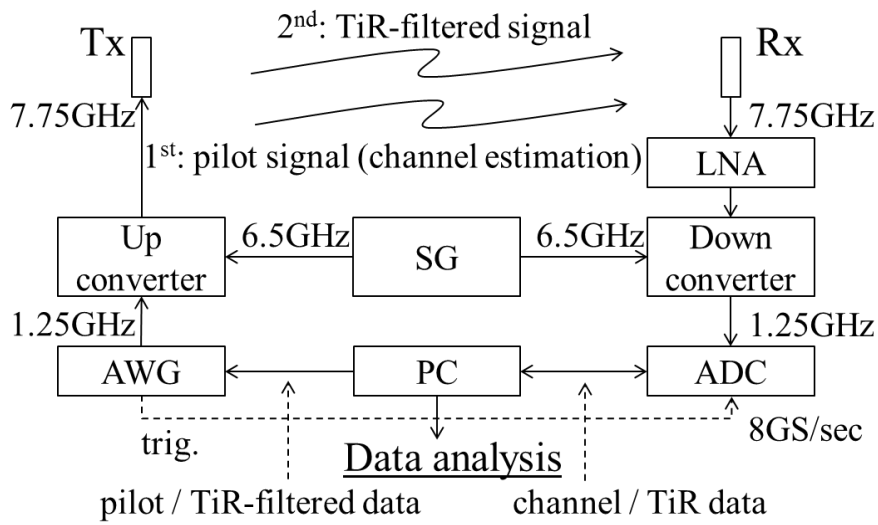 Tx
2nd: TiR-filtered signal
Rx
7.75GHz
7.75GHz
1st: pilot signal (channel estimation)
LNA
Up
converter
6.5GHz
SG
6.5GHz
Down
converter
1.25GHz
1.25GHz
AWG
PC
ADC
trig.
8GS/sec
Data analysis
pilot / TiR-filtered data
channel / TiR data